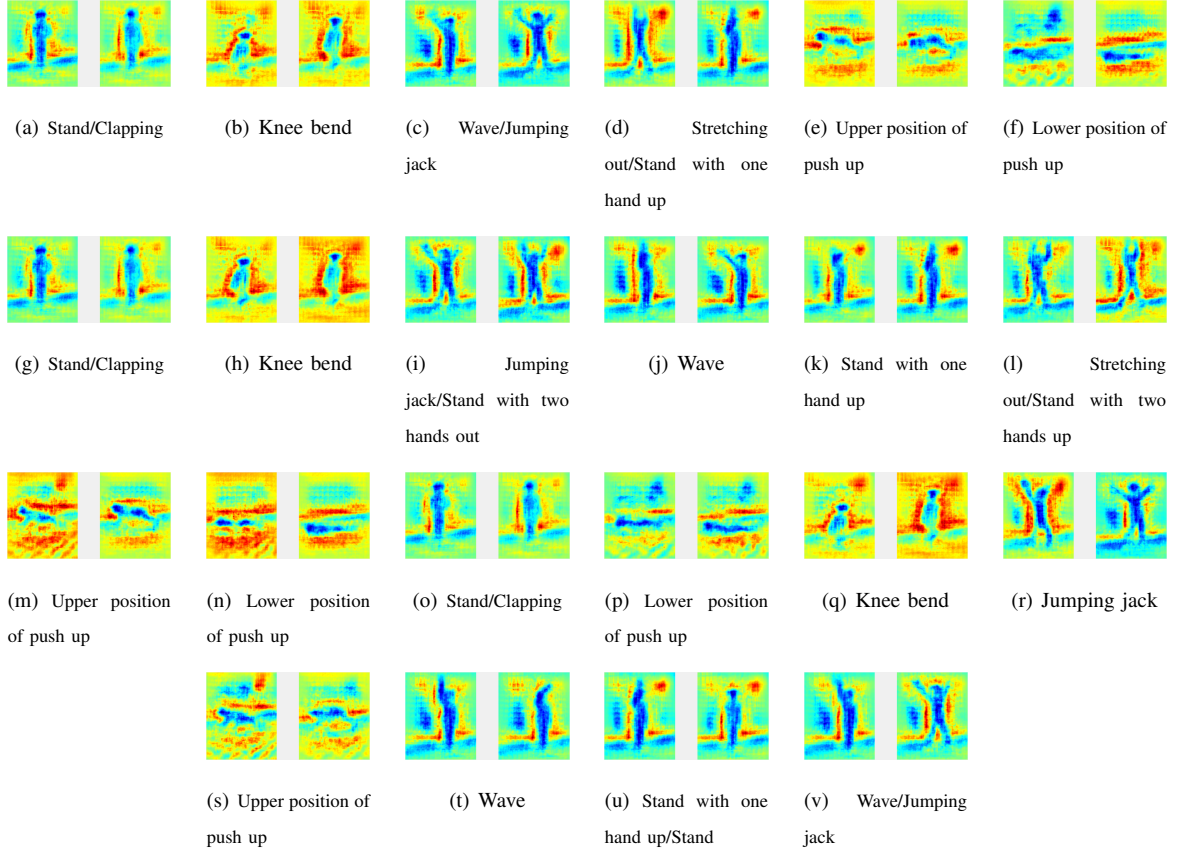 (a) Stand/Clapping
(b) Knee bend
(c) Wave/Jumping
jack
(d) Stretching
out/Stand with one
hand up
(e) Upper position of
push up
(f) Lower position of
push up
(g) Stand/Clapping
(h) Knee bend
(i) Jumping
jack/Stand with two
hands out
(j) Wave
(k) Stand with one
hand up
(l) Stretching
out/Stand with two
hands up
(m) Upper position
of push up
(n) Lower position
of push up
(o) Stand/Clapping
(p) Lower position
of push up
(q) Knee bend
(r) Jumping jack
(s) Upper position of
push up
(t) Wave
(u) Stand with one
hand up/Stand
(v) Wave/Jumping
jack